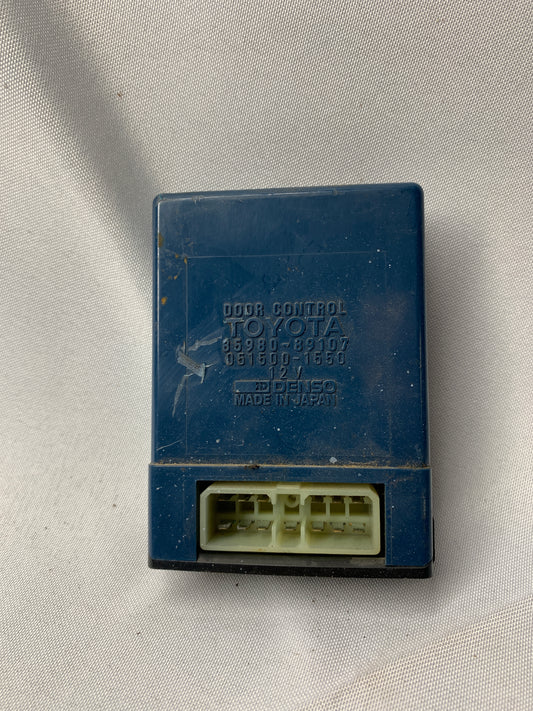 DOOR CONTROL
TOYOTA
85980-89107
051500-1550
12V
DENSO
MADE IN JAPAN